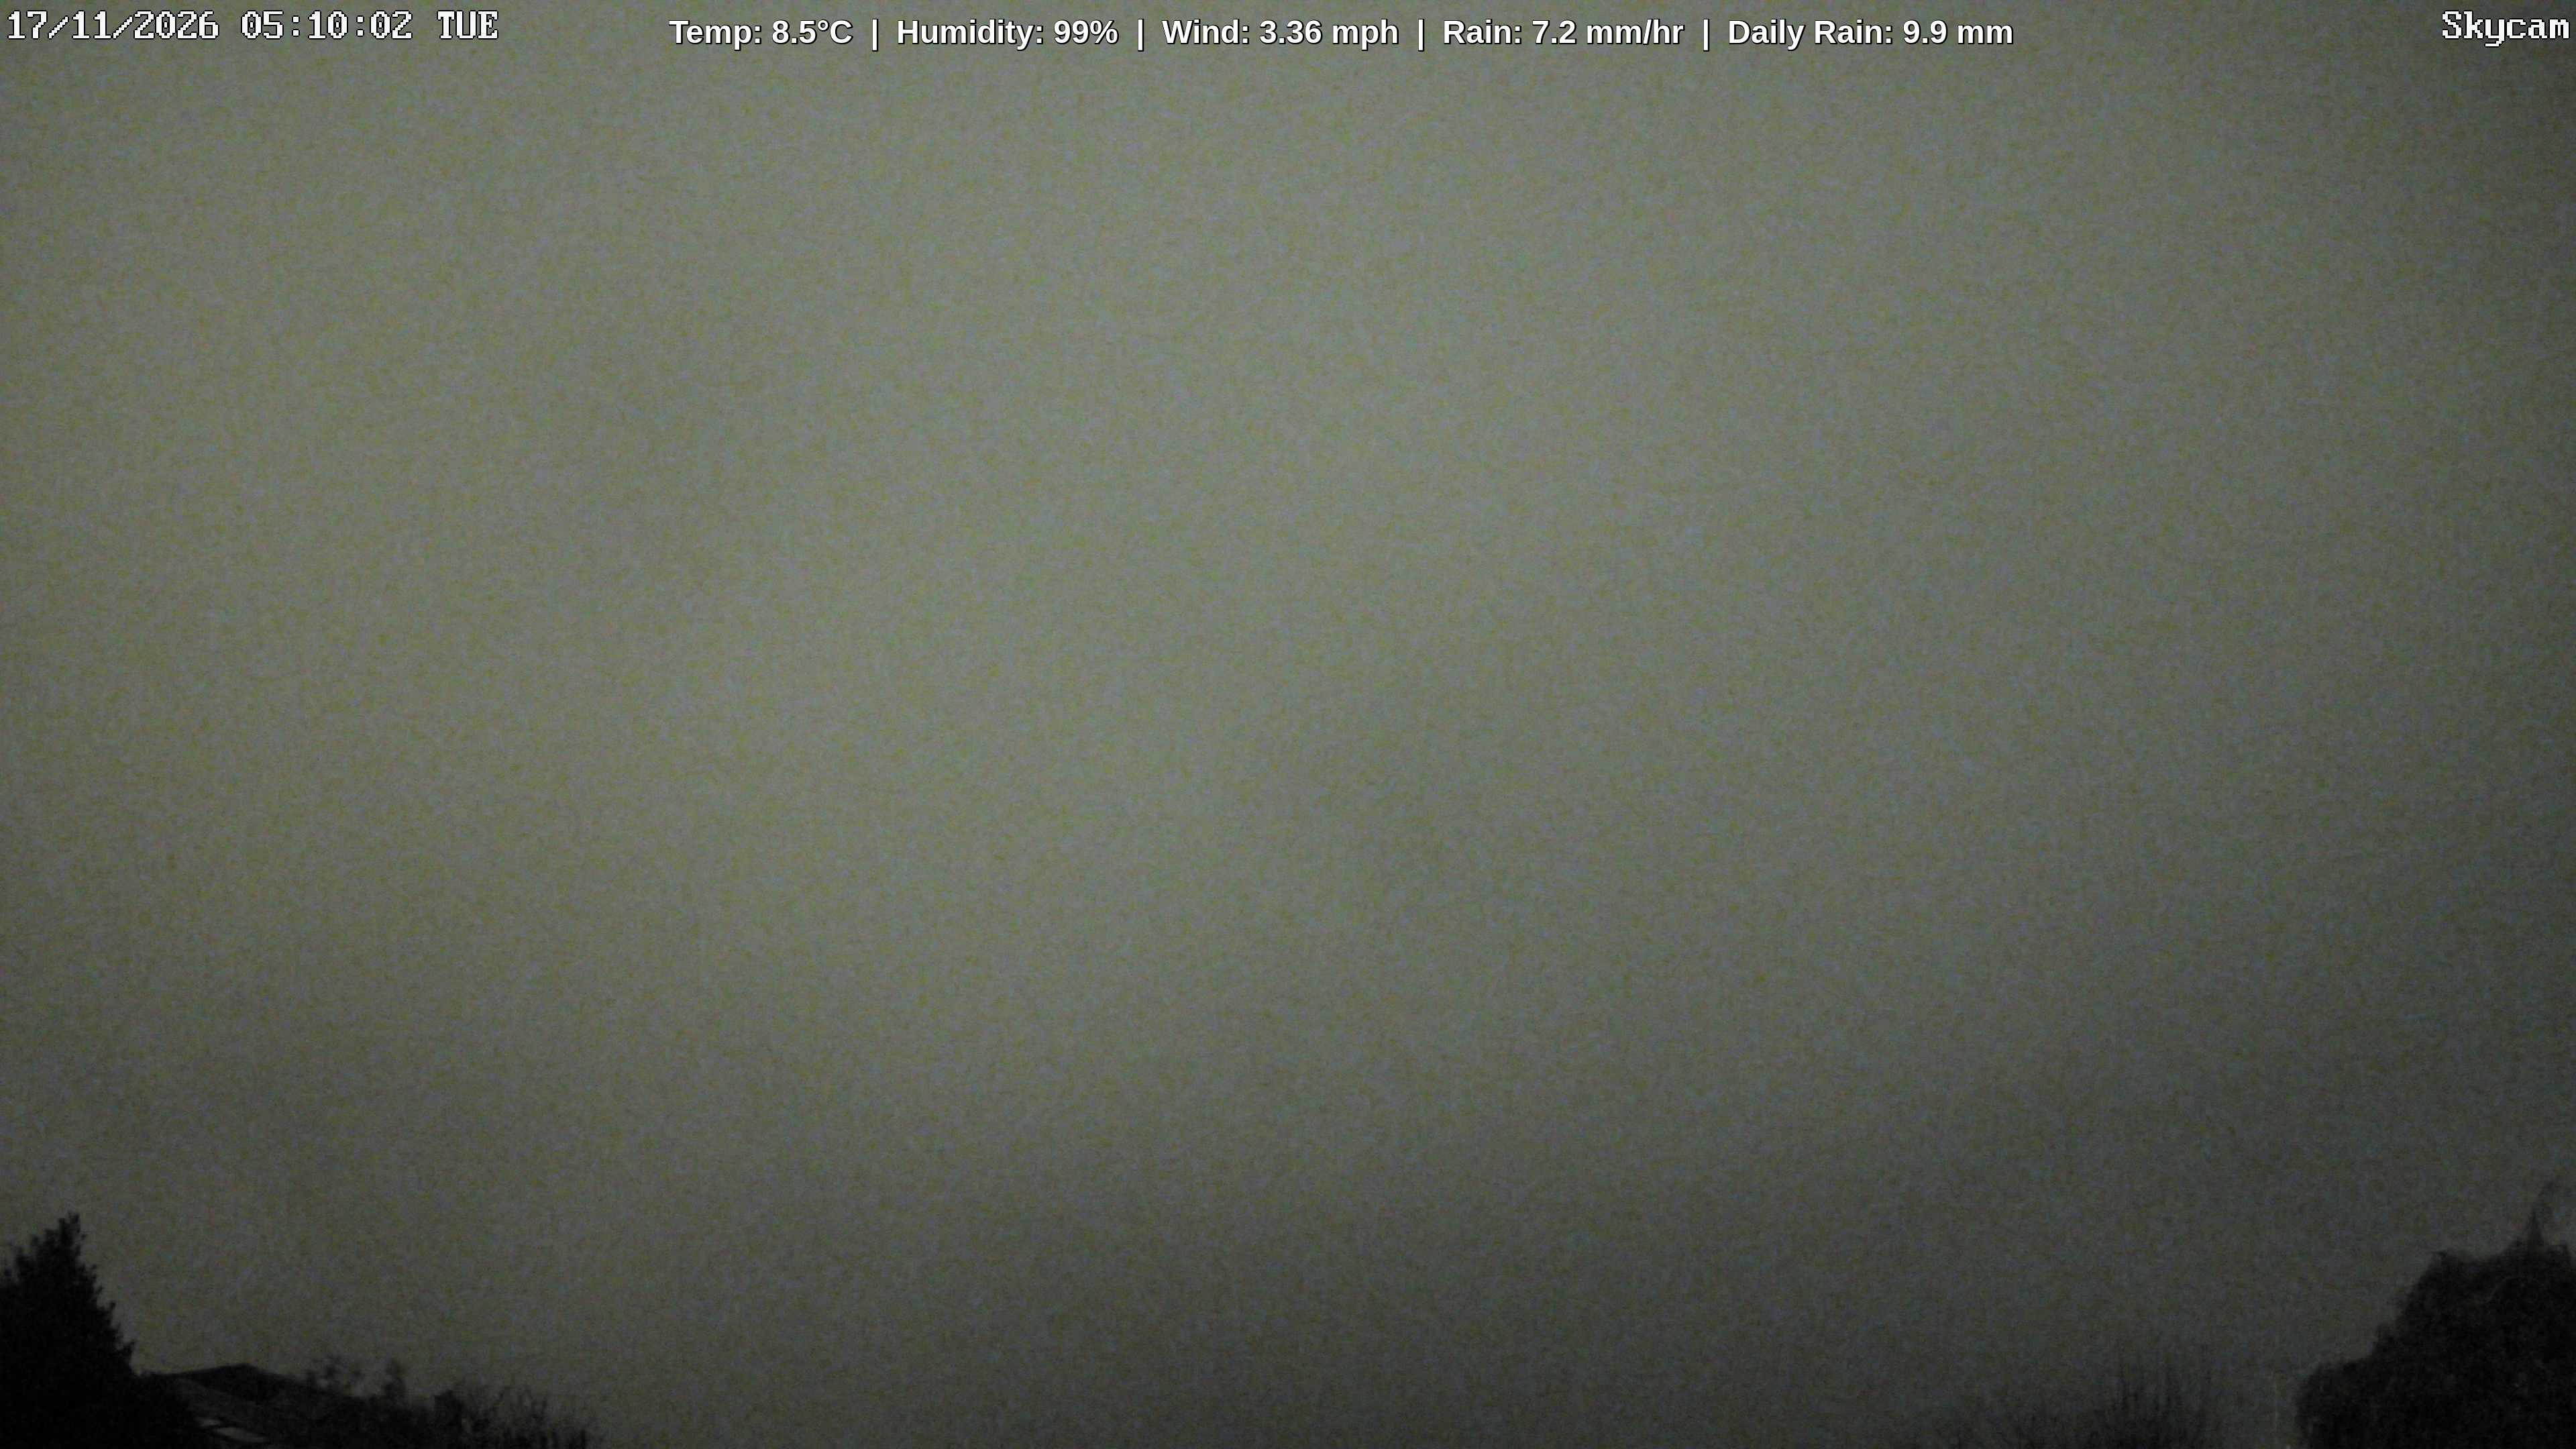 17/11/2026 05:10:02 TUE
Temp: 8.5°C | Humidity: 99% | Wind: 3.36 mph | Rain: 7.2 mm/hr | Daily Rain: 9.9 mm
Skycam